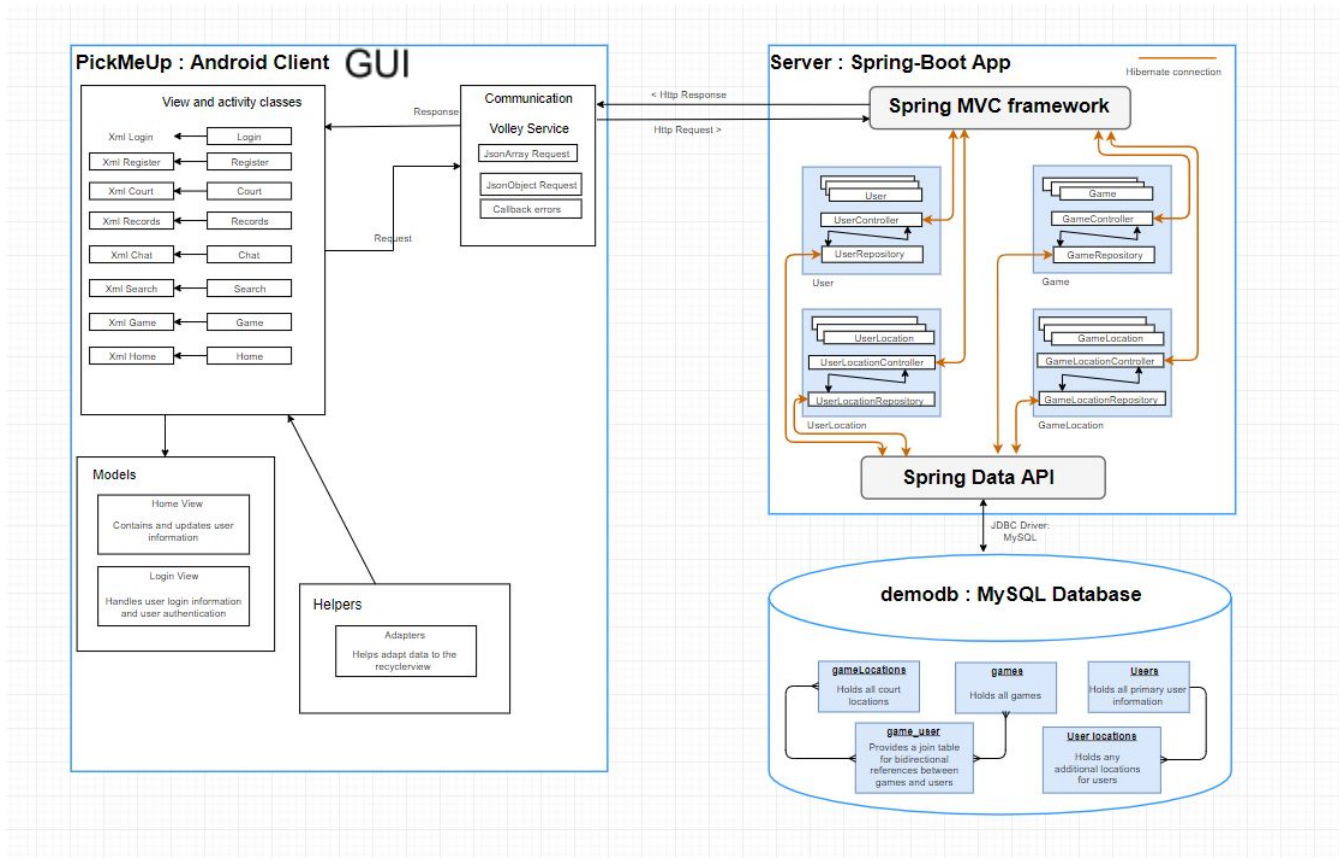 PickMeUp : Android Client GUI
View and activity classes
Xml Login
Login
Xml Register
Register
Xml Court
Court
Xml Records
Records
Xml Chat
Chat
Xml Search
Search
Xml Game
Game
Xml Home
Home
Response
Request
Communication
Volley Service
JsonArray Request
JsonObject Request
Callback errors
Models
Home View
Contains and updates user
information
Login View
Handles user login information
and user authentication
Helpers
Adapters
Helps adapt data to the
recyclerview
< Http Response
Http Request >
Server : Spring-Boot App
Hibernate connection
Spring MVC framework
User
UserController
UserRepository
User
Game
GameController
GameRepository
Game
UserLocation
UserLocationController
UserLocationRepository
UserLocation
GameLocation
GameLocationController
GameLocationRepository
GameLocation
Spring Data API
JDBC Driver:
MySQL
demodb : MySQL Database
gameLocations
Holds all court
locations
games
Holds all games
Users
Holds all primary user
information
game_user
Provides a join table
for bidirectional
references between
games and users
User locations
Holds any
additional locations
for users